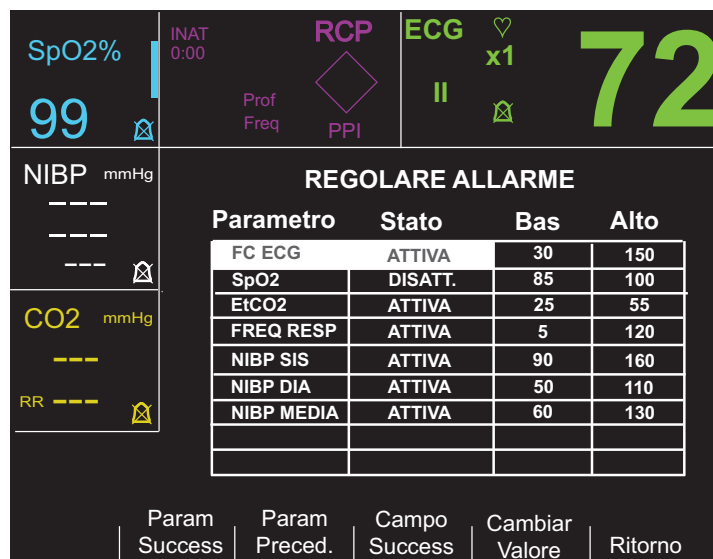 SpO2%
99
INAT
0:00
RCP
Prof
Freq
PPI
ECG
x1
II
72
NIBP mmHg
---
---
---
CO2 mmHg
---
RR ---
REGOLARE ALLARME
Parametro Stato Bas Alto
FC ECG ATTIVA 30 150
SpO2 DISATT. 85 100
EtCO2 ATTIVA 25 55
FREQ RESP ATTIVA 5 120
NIBP SIS ATTIVA 90 160
NIBP DIA ATTIVA 50 110
NIBP MEDIA ATTIVA 60 130
Param Success
Param Preced.
Campo Success
Cambiar Valore
Ritorno